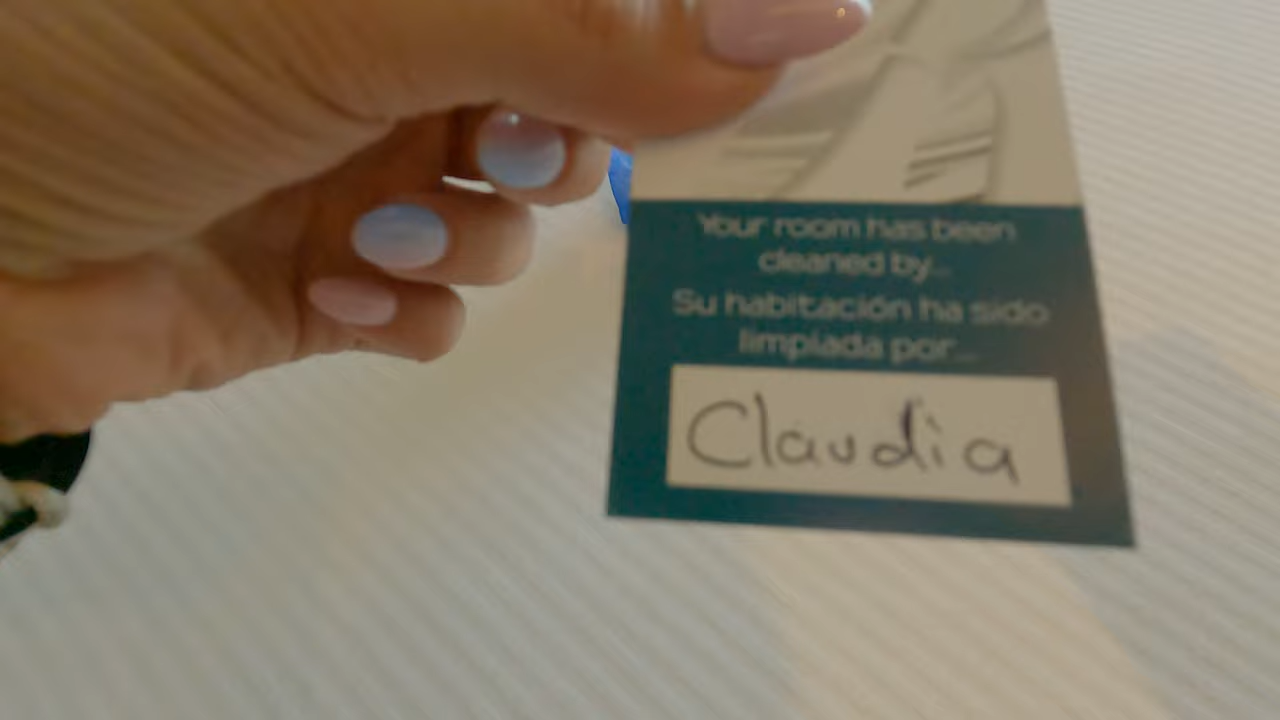 Your room has been
cleaned by...
Su habitación ha sido
limpiada por...
Claudia